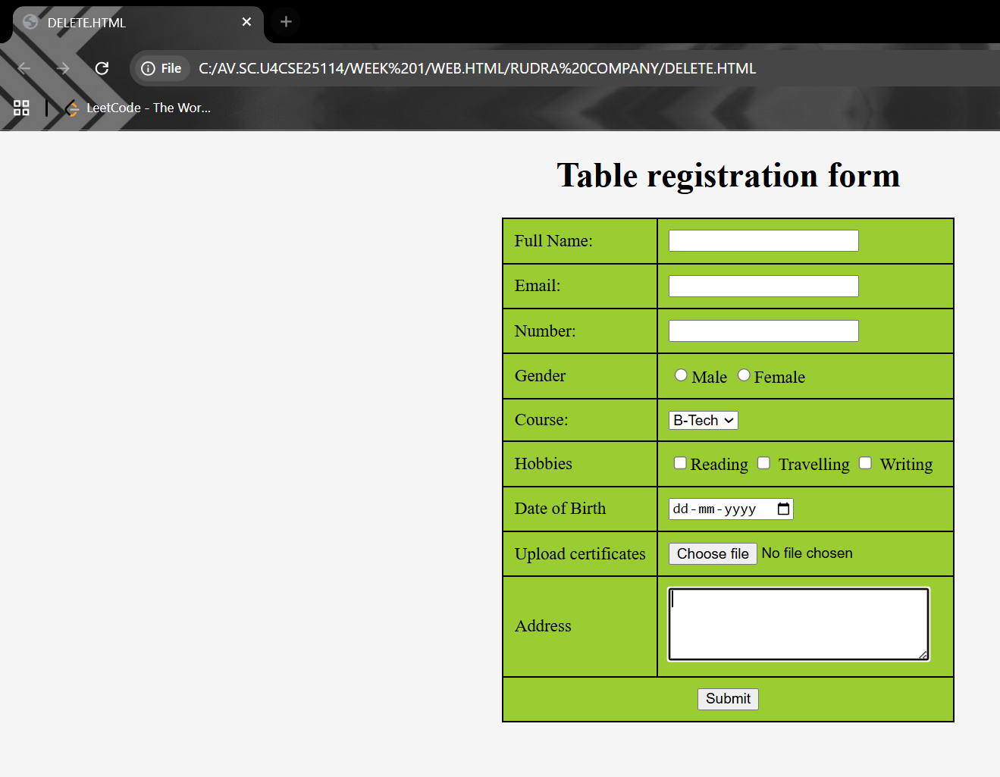 DELETE.HTML
File C:/AV.SC.U4CSE25114/WEEK%201/WEB.HTML/RUDRA%20COMPANY/DELETE.HTML
LeetCode - The Wor...
Table registration form
Full Name:
Email:
Number:
Gender Male Female
Course: B-Tech
Hobbies Reading Travelling Writing
Date of Birth dd-mm-yyyy
Upload certificates Choose file No file chosen
Address
Submit